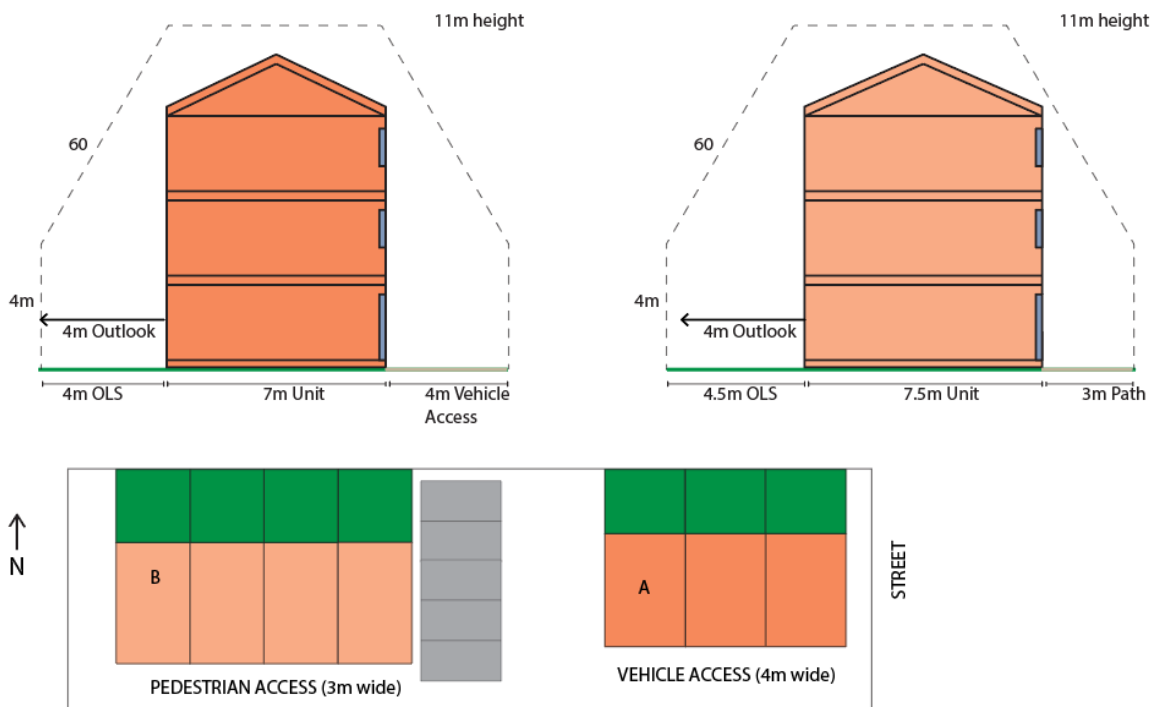 11m height
60
4m
4m Outlook
4m OLS
7m Unit
4m Vehicle
Access
11m height
60
4m
4m Outlook
4.5m OLS
7.5m Unit
3m Path
N
B
A
STREET
PEDESTRIAN ACCESS (3m wide)
VEHICLE ACCESS (4m wide)